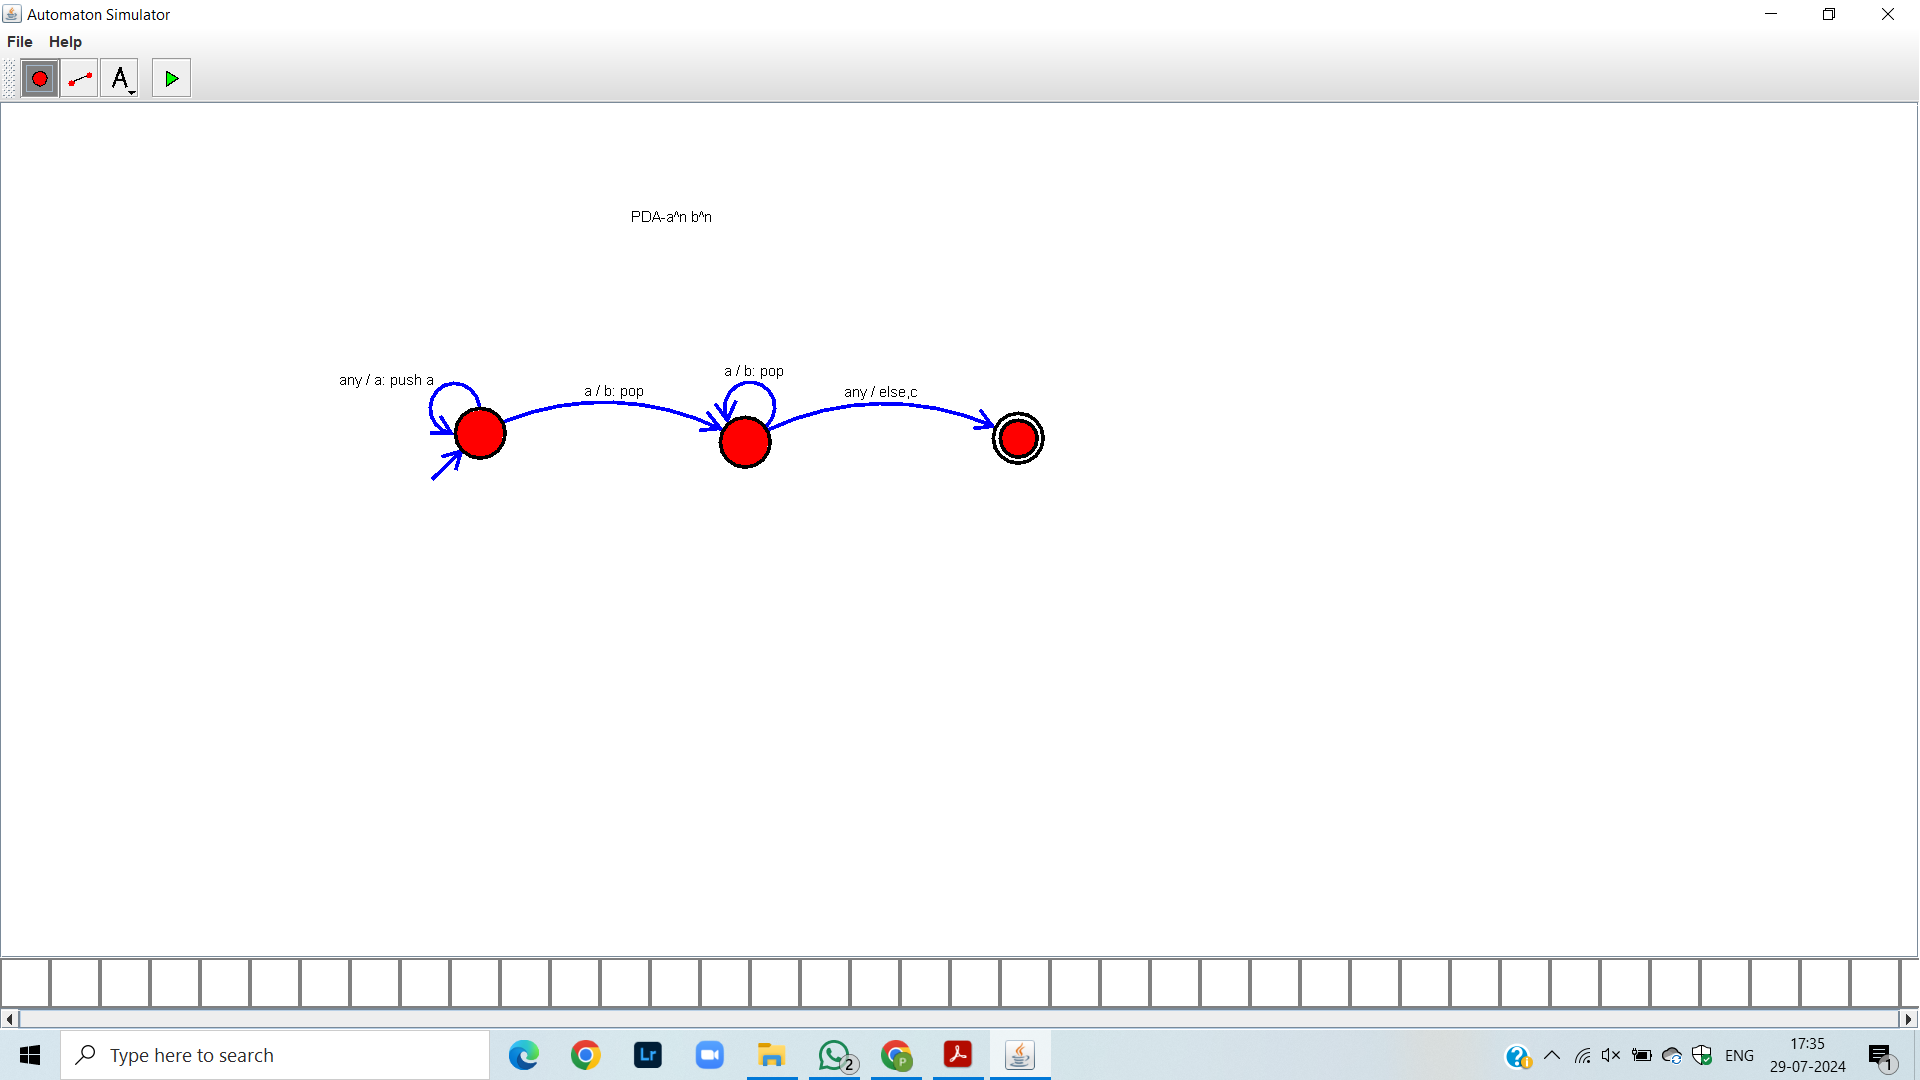 Automaton Simulator
File Help
A
PDA-a^n b^n
any / a: push a
a / b: pop
a / b: pop
any / else,c
Type here to search
Lr
2
P
ENG
17:35
29-07-2024
1